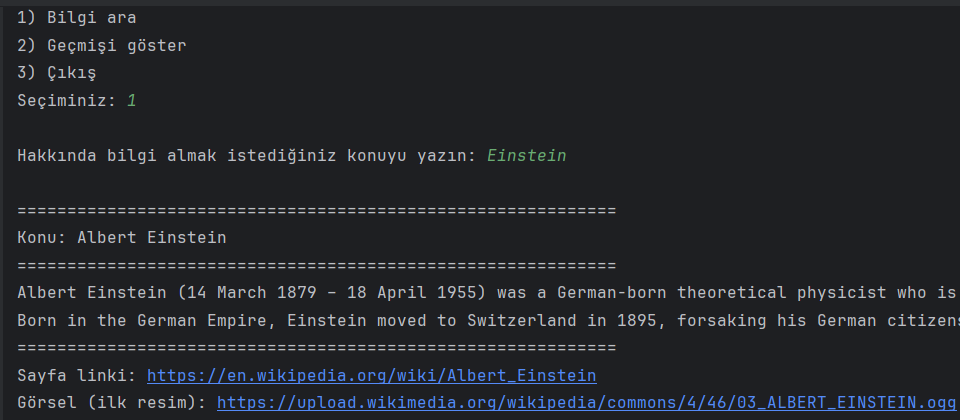 1) Bilgi ara
2) Geçmişi göster
3) Çıkış
Seçiminiz: 1
Hakkında bilgi almak istediğiniz konuyu yazın: Einstein
============================================================
Konu: Albert Einstein
============================================================
Albert Einstein (14 March 1879 – 18 April 1955) was a German-born theoretical physicist who is
Born in the German Empire, Einstein moved to Switzerland in 1895, forsaking his German citizens
============================================================
Sayfa linki: https://en.wikipedia.org/wiki/Albert_Einstein
Görsel (ilk resim): https://upload.wikimedia.org/wikipedia/commons/4/46/03_ALBERT_EINSTEIN.ogg